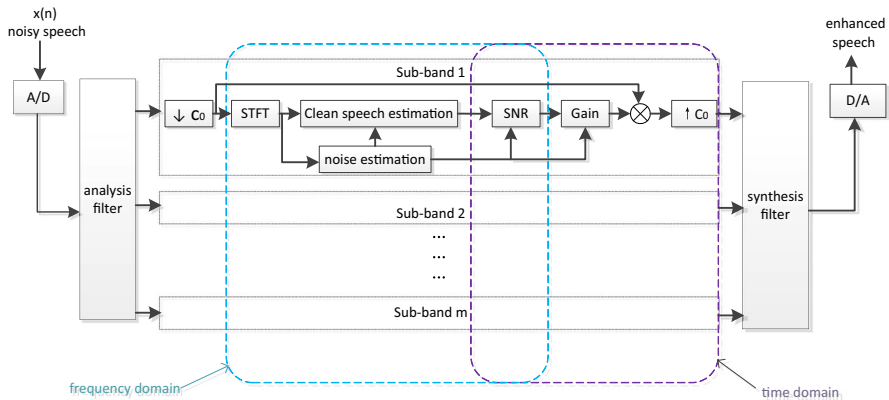 x(n)
noisy speech
A/D
analysis
filter
Sub-band 1
↓ C0
STFT
Clean speech estimation
noise estimation
SNR
Gain
↑ C0
Sub-band 2
...
...
...
Sub-band m
synthesis
filter
enhanced
speech
D/A
frequency domain
time domain